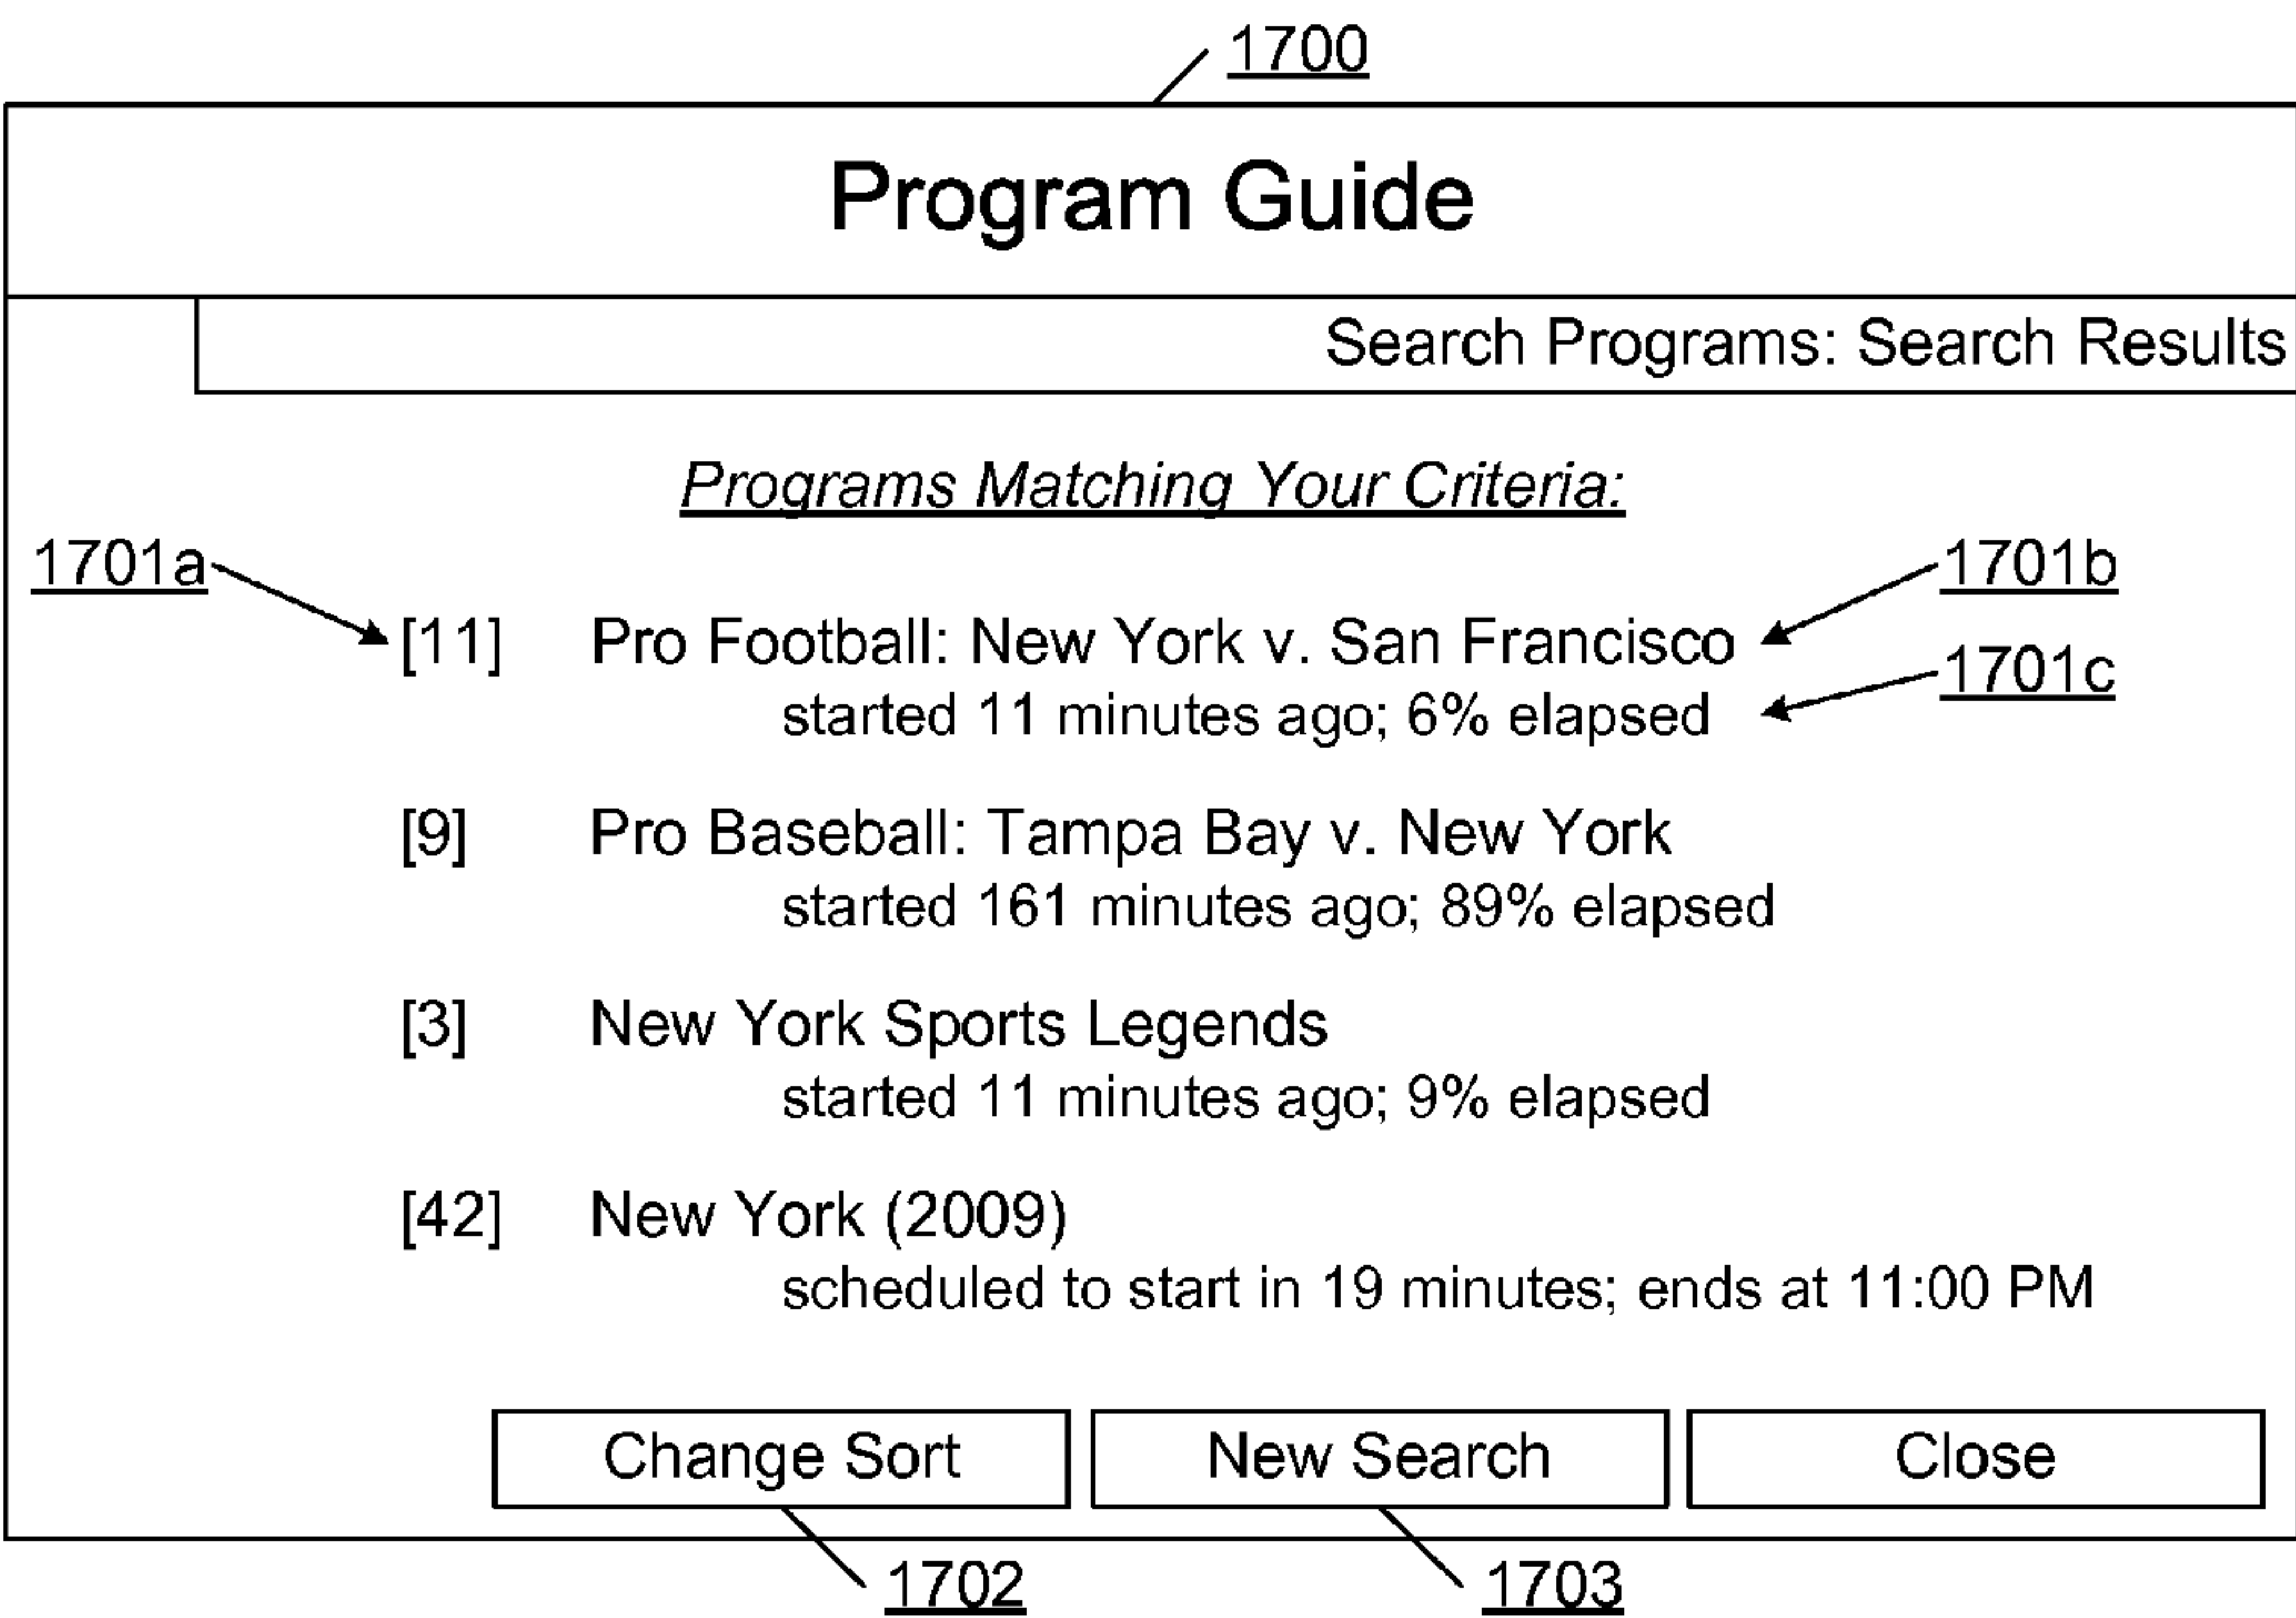 1700
Program Guide
Search Programs: Search Results
Programs Matching Your Criteria:
1701a
1701b
[11] Pro Football: New York v. San Francisco
1701c
started 11 minutes ago; 6% elapsed
[9] Pro Baseball: Tampa Bay v. New York
started 161 minutes ago; 89% elapsed
[3] New York Sports Legends
started 11 minutes ago; 9% elapsed
[42] New York (2009)
scheduled to start in 19 minutes; ends at 11:00 PM
Change Sort New Search Close
1702 1703